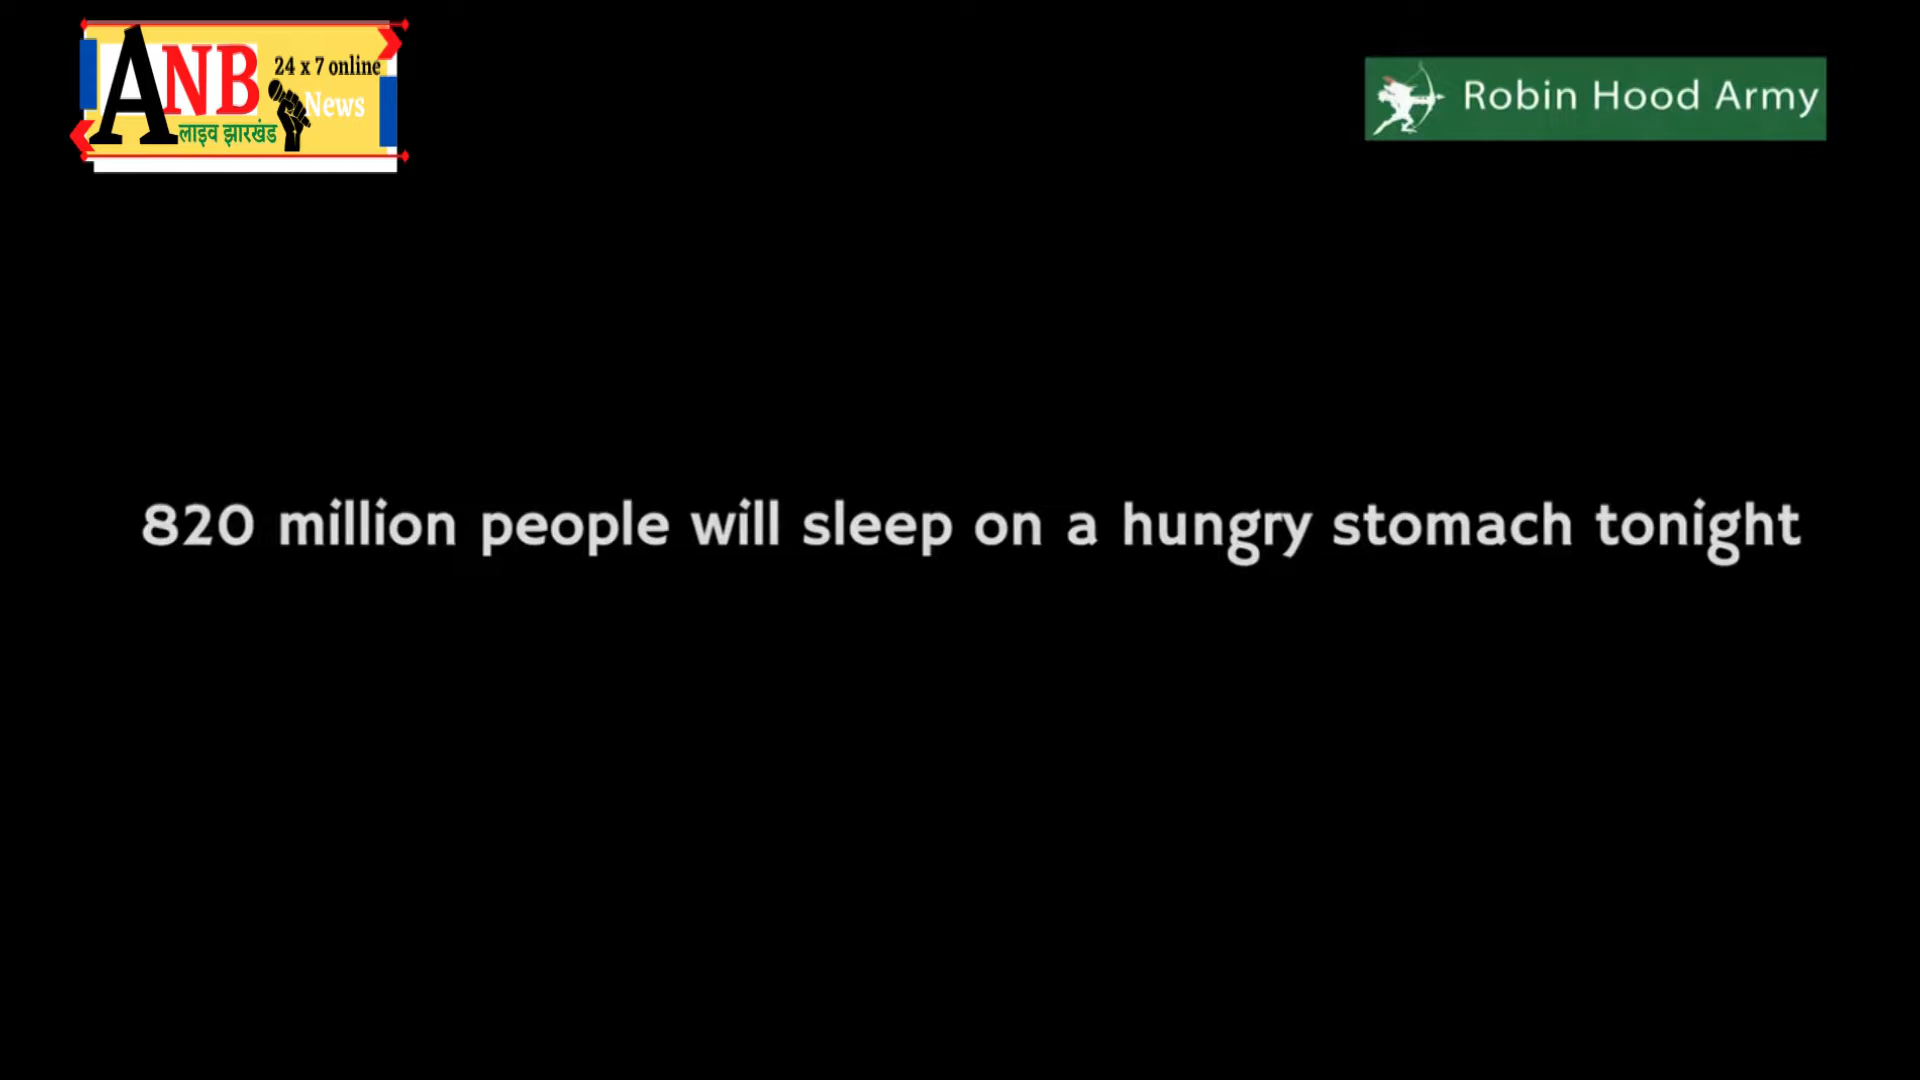 ANB
24 x 7 online
News
लाइव झारखंड
Robin Hood Army
820 million people will sleep on a hungry stomach tonight